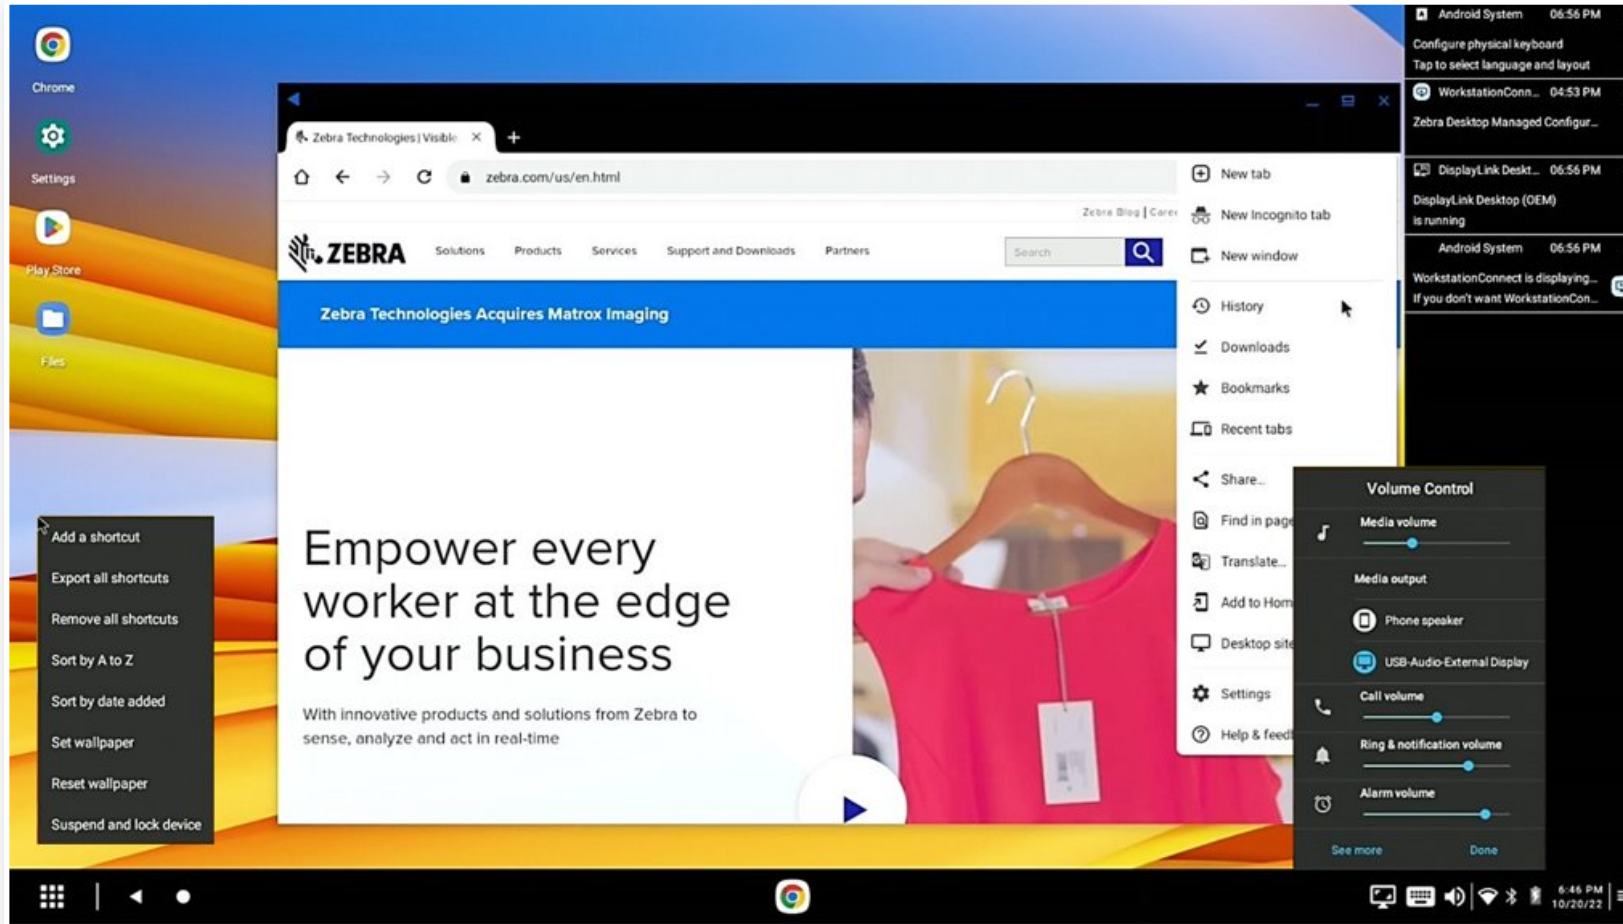 Chrome
Settings
Play Store
Files
Zebra Technologies | Visible
zebra.com/us/en.html
Zebra Blog |
ZEBRA
Solutions
Products
Services
Support and Downloads
Partners
Search
Zebra Technologies Acquires Matrox Imaging
Empower every
worker at the edge
of your business
With innovative products and solutions from Zebra to
sense, analyze and act in real-time
New tab
New Incognito tab
New window
History
Downloads
Bookmarks
Recent tabs
Share...
Find in page
Translate...
Add to Hom
Desktop site
Settings
Help & feed
Android System 06:56 PM
Configure physical keyboard
Tap to select language and layout
WorkstationConn... 04:53 PM
Zebra Desktop Managed Configur...
DisplayLink Deskt... 06:56 PM
DisplayLink Desktop (OEM)
is running
Android System 06:56 PM
WorkstationConnect is displaying...
If you don't want WorkstationCon...
Add a shortcut
Export all shortcuts
Remove all shortcuts
Sort by A to Z
Sort by date added
Set wallpaper
Reset wallpaper
Suspend and lock device
Volume Control
Media volume
Media output
Phone speaker
USB-Audio-External Display
Call volume
Ring & notification volume
Alarm volume
See more
Done
6:46 PM
10/20/22